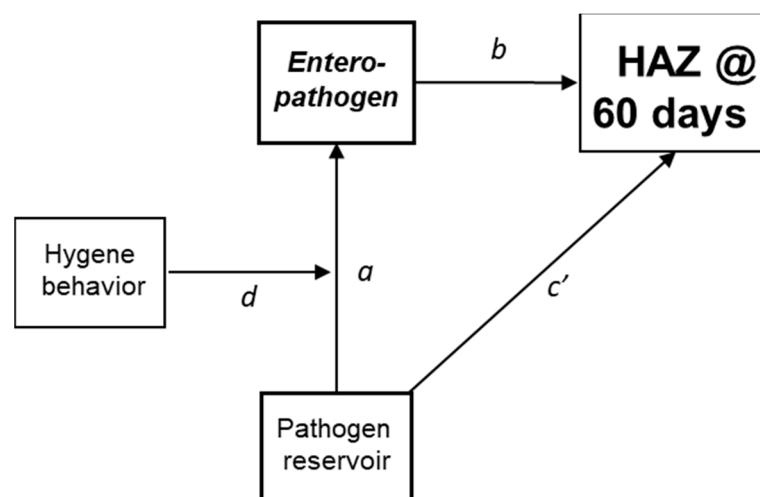 Entero-
pathogen
b
HAZ @
60 days
Hygene
behavior
d
a
c’
Pathogen
reservoir